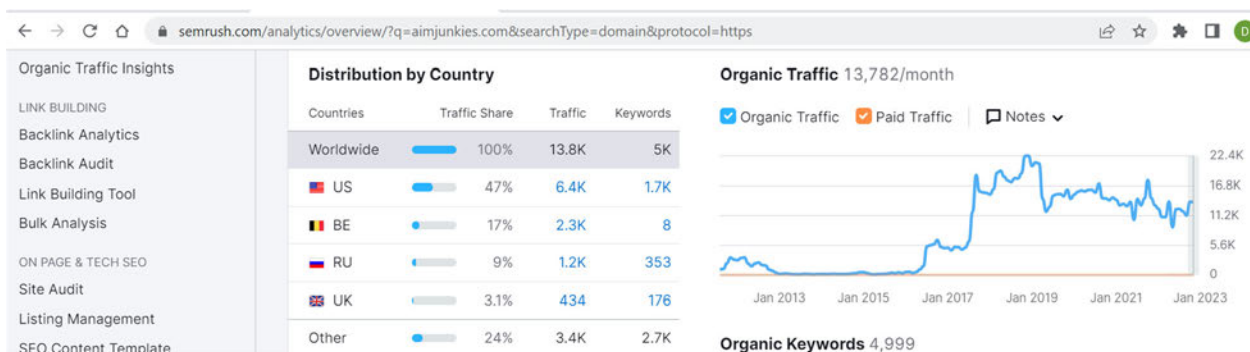 semrush.com/analytics/overview/?q=aimjunkies.com&searchType=domain&protocol=https
D
Organic Traffic Insights
LINK BUILDING
Backlink Analytics
Backlink Audit
Link Building Tool
Bulk Analysis
ON PAGE & TECH SEO
Site Audit
Listing Management
SEO Content Template
Distribution by Country
Countries Traffic Share Traffic Keywords
Worldwide 100% 13.8K 5K
US 47% 6.4K 1.7K
BE 17% 2.3K 8
RU 9% 1.2K 353
UK 3.1% 434 176
Other 24% 3.4K 2.7K
Organic Traffic 13,782/month
Organic Traffic Paid Traffic Notes
22.4K
16.8K
11.2K
5.6K
0
Jan 2013 Jan 2015 Jan 2017 Jan 2019 Jan 2021 Jan 2023
Organic Keywords 4,999